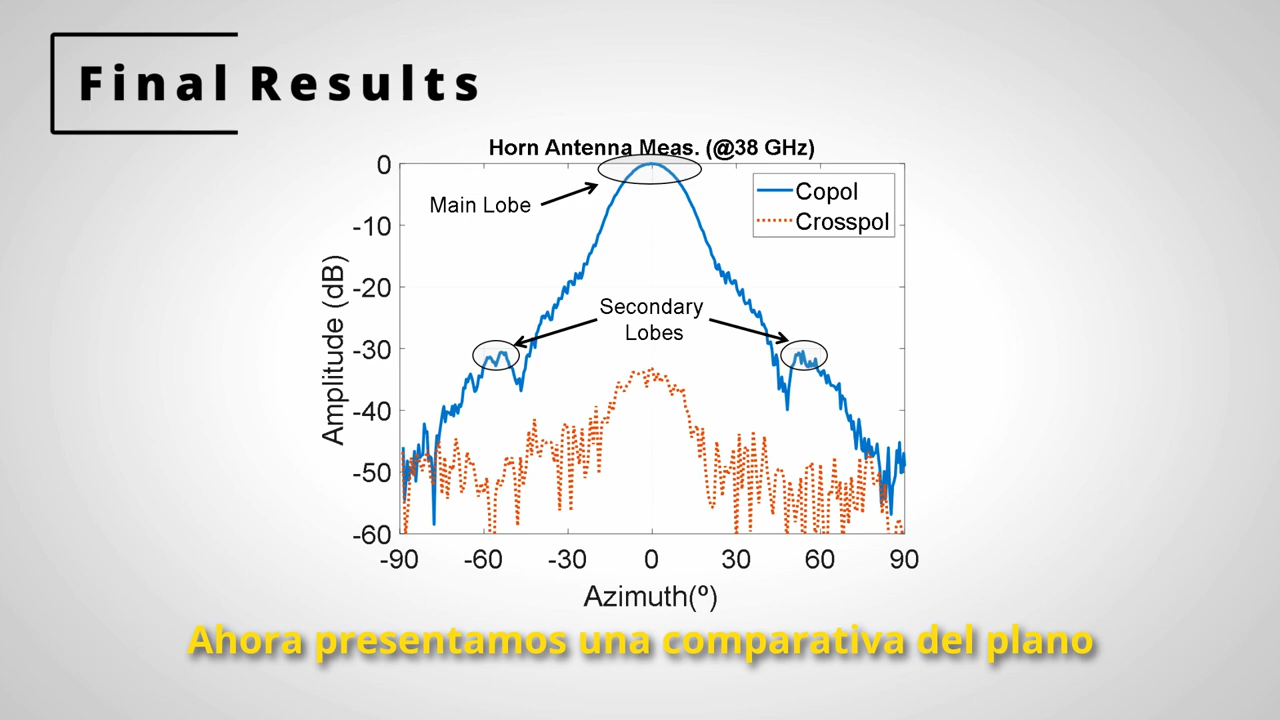 Final Results
Horn Antenna Meas. (@38 GHz)
0
-10
-20
-30
-40
-50
-60
Amplitude (dB)
Main Lobe
Copol
Crosspol
Secondary
Lobes
-90 -60 -30 0 30 60 90
Azimuth(º)
Ahora presentamos una comparativa del plano